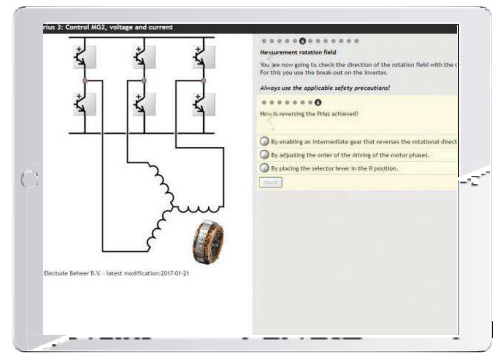 rius 3: Control MG2, voltage and current
Measurement rotation field
You are now going to check the direction of the rotation field with the
For this you use the break-out on the inverter.
Always use the applicable safety precautions!
How is reversing the Prius achieved?
By enabling an intermediate gear that reverses the rotational direct
By adjusting the order of the driving of the motor phases.
By placing the selector lever in the R position.
check
Electude Beheer B.V. - latest modification:2017-01-21